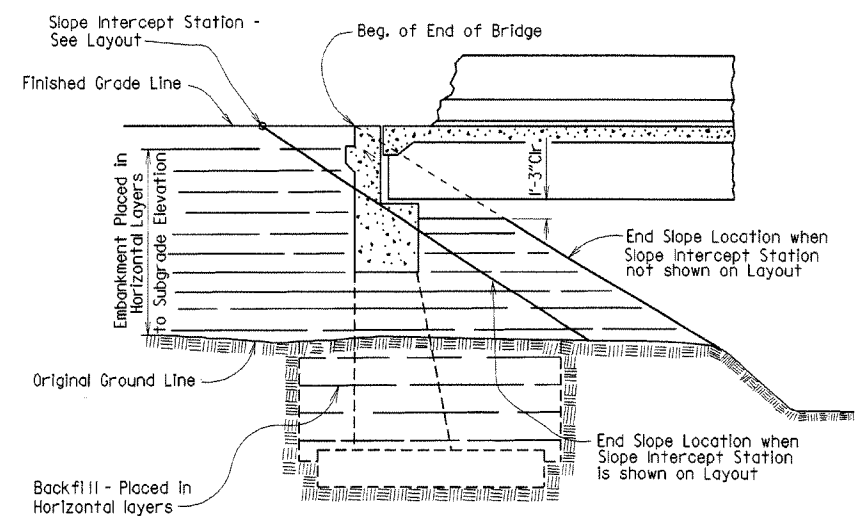 Slope Intercept Station -
See Layout
Beg. of End of Bridge
Finished Grade Line
Embankment Placed in
Horizontal Layers
to Subgrade Elevation
1'-3"Clr.
End Slope Location when
Slope Intercept Station
not shown on Layout
Original Ground Line
End Slope Location when
Slope Intercept Station
is shown on Layout
Backfill - Placed in
Horizontal layers